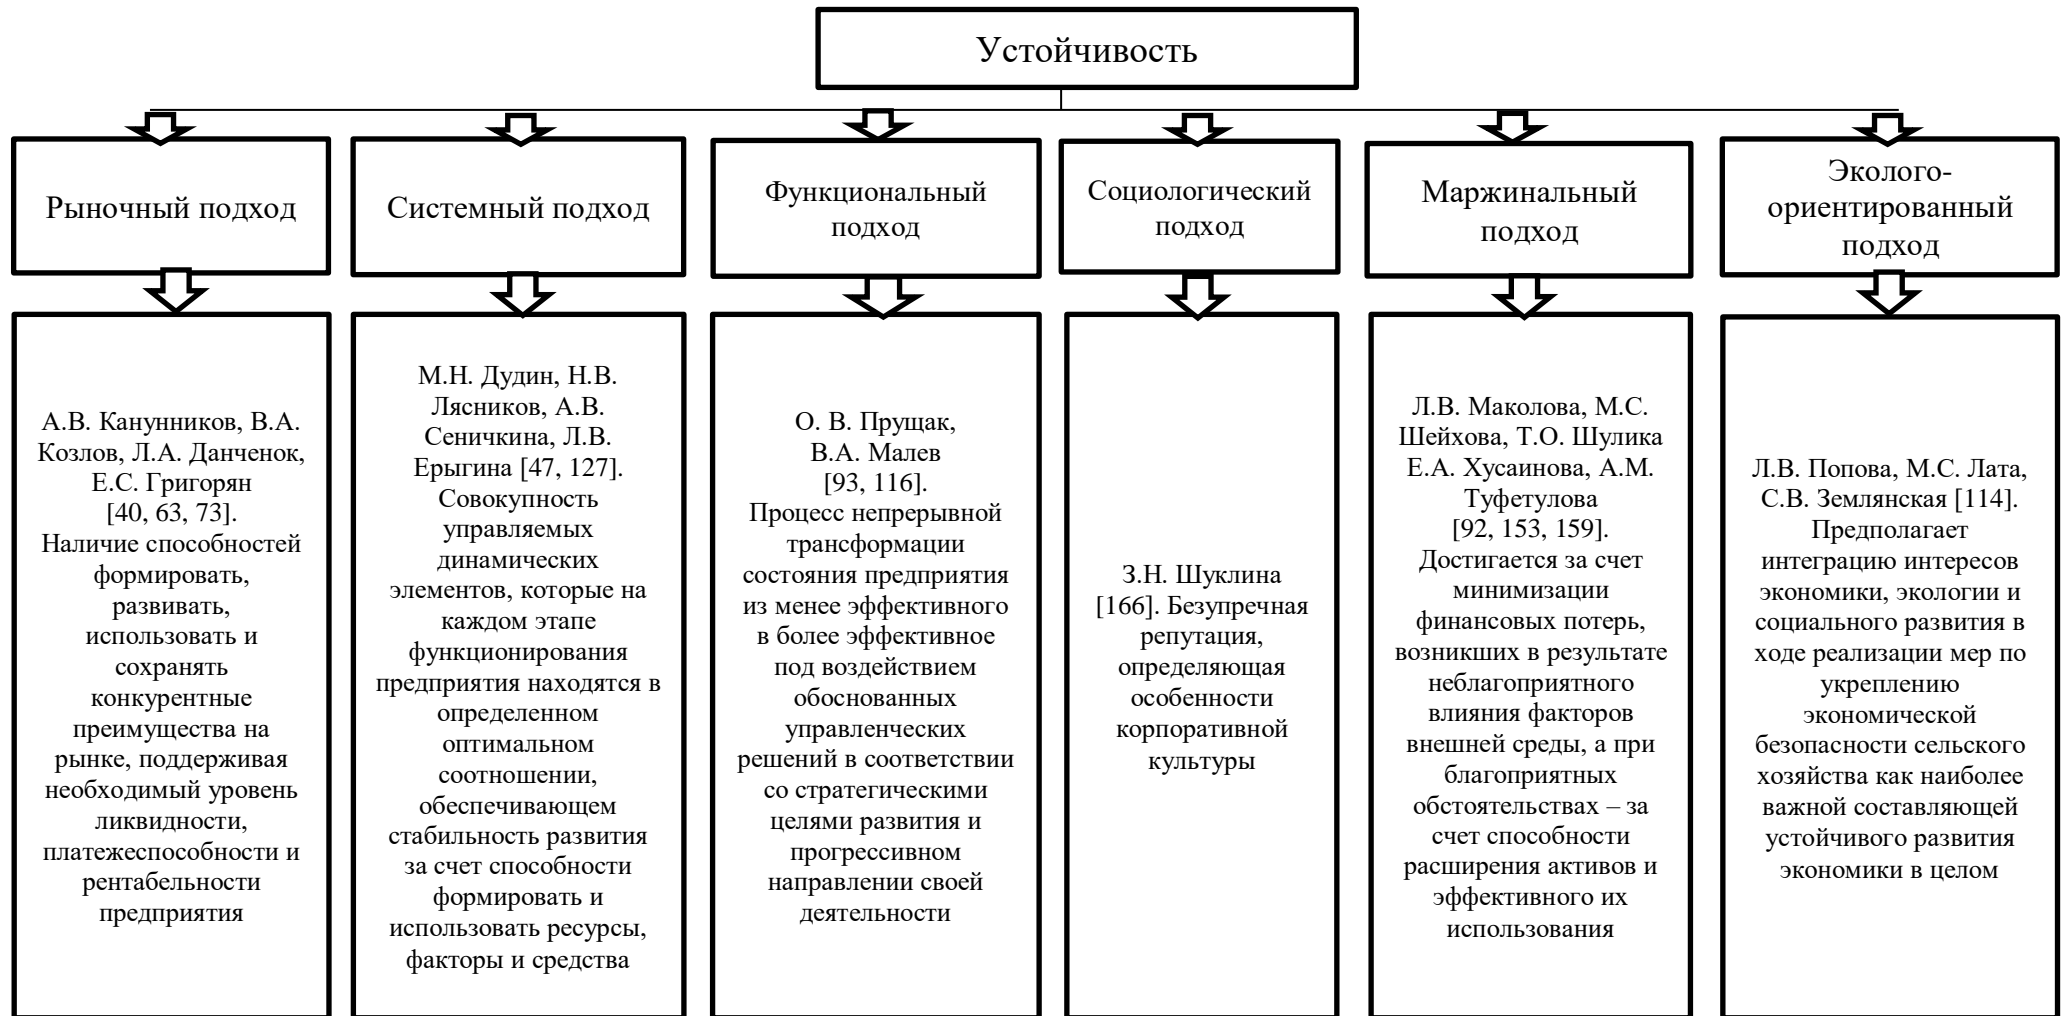 Устойчивость
Рыночный подход
Системный подход
Функциональный
подход
Социологический
подход
Маржинальный
подход
Эколого-
ориентированный
подход
А.В. Канунников, В.А.
Козлов, Л.А. Данченок,
Е.С. Григорян
[40, 63, 73].
Наличие способностей
формировать,
развивать,
использовать и
сохранять
конкурентные
преимущества на
рынке, поддерживая
необходимый уровень
ликвидности,
платежеспособности и
рентабельности
предприятия
М.Н. Дудин, Н.В.
Лясников, А.В.
Сеничкина, Л.В.
Ерыгина [47, 127].
Совокупность
управляемых
динамических
элементов, которые на
каждом этапе
функционирования
предприятия находятся в
определенном
оптимальном
соотношении,
обеспечивающем
стабильность развития
за счет способности
формировать и
использовать ресурсы,
факторы и средства
О. В. Прущак,
В.А. Малев
[93, 116].
Процесс непрерывной
трансформации
состояния предприятия
из менее эффективного
в более эффективное
под воздействием
обоснованных
управленческих
решений в соответствии
со стратегическими
целями развития и
прогрессивном
направлении своей
деятельности
З.Н. Шуклина
[166]. Безупречная
репутация,
определяющая
особенности
корпоративной
культуры
Л.В. Маколова, М.С.
Шейхова, Т.О. Шулика
Е.А. Хусаинова, А.М.
Туфетулова
[92, 153, 159].
Достигается за счет
минимизации
финансовых потерь,
возникших в результате
неблагоприятного
влияния факторов
внешней среды, а при
благоприятных
обстоятельствах – за
счет способности
расширения активов и
эффективного их
использования
Л.В. Попова, М.С. Лата,
С.В. Землянская [114].
Предполагает
интеграцию интересов
экономики, экологии и
социального развития в
ходе реализации мер по
укреплению
экономической
безопасности сельского
хозяйства как наиболее
важной составляющей
устойчивого развития
экономики в целом